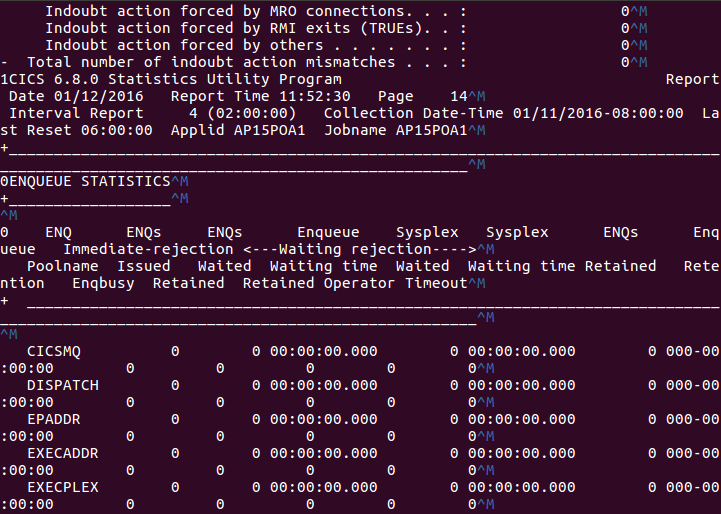 Indoubt action forced by MRO connections. . . :                 0^M
     Indoubt action forced by RMI exits (TRUEs). . :                 0^M
     Indoubt action forced by others . . . . . . . :                 0^M
-  Total number of indoubt action mismatches . . . :                 0^M
1CICS 6.8.0 Statistics Utility Program                                    Report
 Date 01/12/2016   Report Time 11:52:30   Page    14^M
 Interval Report     4 (02:00:00)   Collection Date-Time 01/11/2016-08:00:00  La
st Reset 06:00:00  Applid AP15POA1  Jobname AP15POA1^M
+_______________________________________________________________________________
____________________________________________________^M
0ENQUEUE STATISTICS^M
+__________________^M
^M
0    ENQ      ENQs     ENQs      Enqueue    Sysplex   Sysplex      ENQs      Enq
ueue   Immediate-rejection <---Waiting rejection---->^M
   Poolname  Issued   Waited  Waiting time  Waited  Waiting time Retained   Rete
ntion   Enqbusy  Retained  Retained Operator Timeout^M
+  _____________________________________________________________________________
_____________________________________________________^M
^M
   CICSMQ          0        0 00:00:00.000        0 00:00:00.000        0 000-00
:00:00        0         0         0        0        0^M
   DISPATCH        0        0 00:00:00.000        0 00:00:00.000        0 000-00
:00:00        0         0         0        0        0^M
   EPADDR          0        0 00:00:00.000        0 00:00:00.000        0 000-00
:00:00        0         0         0        0        0^M
   EXECADDR        0        0 00:00:00.000        0 00:00:00.000        0 000-00
:00:00        0         0         0        0        0^M
   EXECPLEX        0        0 00:00:00.000        0 00:00:00.000        0 000-00
:00:00        0         0         0        0        0^M